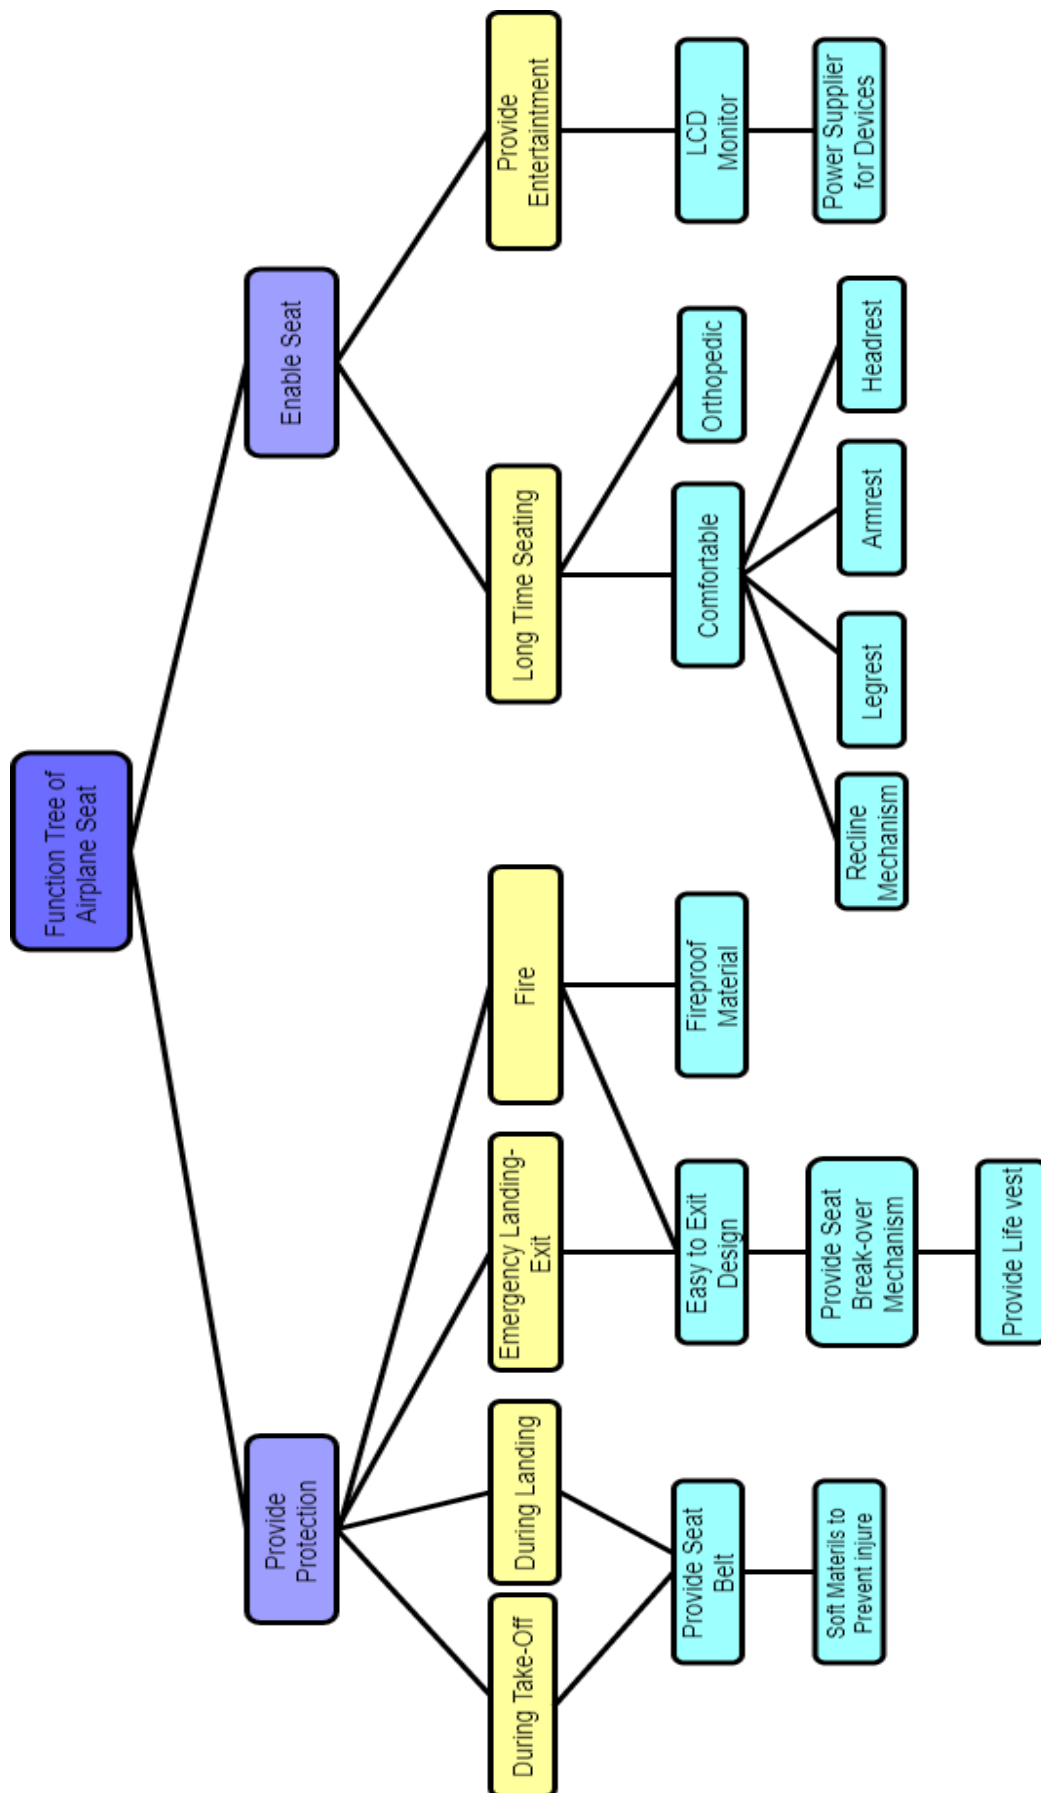 Function Tree of
Airplane Seat
Provide
Protection
Enable Seat
During Take-Off
During Landing
Emergency Landing-
Exit
Fire
Long Time Seating
Provide
Entertaintment
Provide Seat
Belt
Easy to Exit
Design
Fireproof
Material
Comfortable
Orthopedic
LCD
Monitor
Soft Materils to
Prevent injure
Provide Seat
Break-over
Mechanism
Recline
Mechanism
Legrest
Armrest
Headrest
Power Supplier
for Devices
Provide Life vest